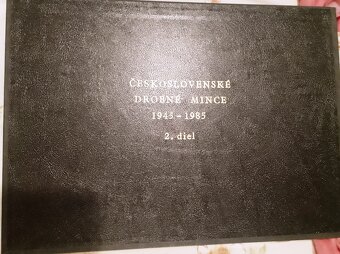 ČESKOSLOVENSKÉ
DROBNÉ MINCE
1945 - 1985
2. diel